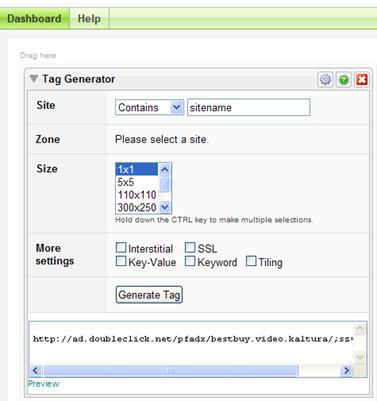 Dashboard Help
Drag here
Tag Generator
Site Contains sitename
Zone Please select a site.
Size 1x1
5x5
110x110
300x250
Hold down the CTRL key to make multiple selections.
More settings Interstitial SSL
Key-Value Keyword Tiling
Generate Tag
http://ad.doubleclick.net/pfadx/bestbuy.video.kaltura/;sz=
Preview